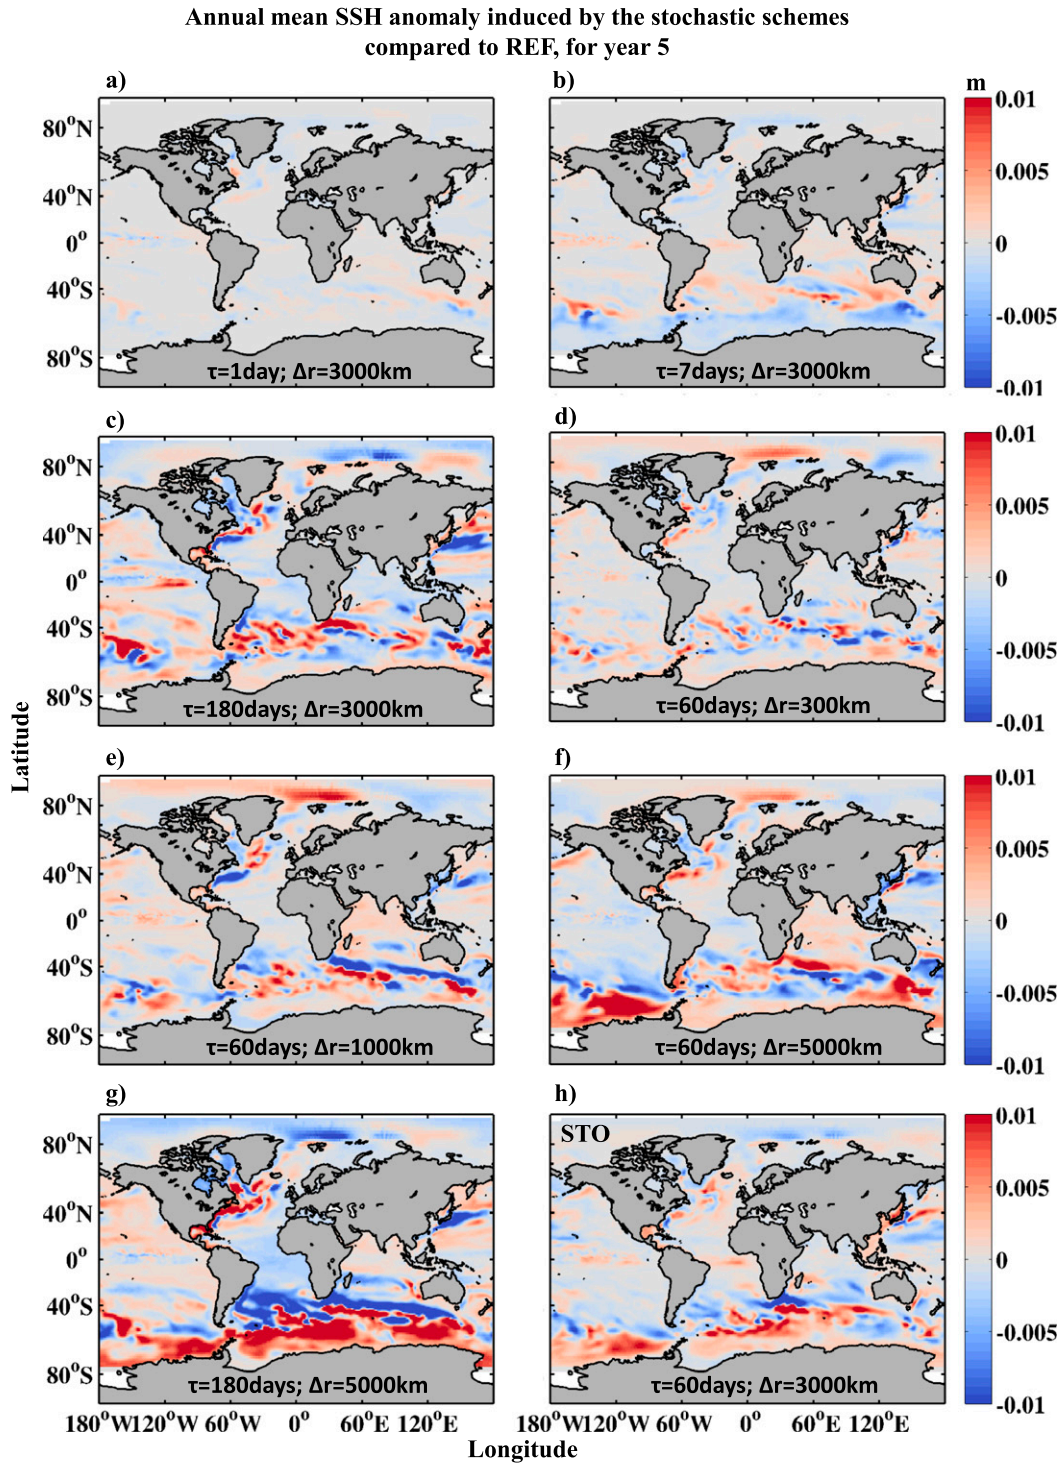 Annual mean SSH anomaly induced by the stochastic schemes
compared to REF, for year 5
a)
b)
m
80°N
40°N
0°
40°S
80°S
τ=1day; Δr=3000km
τ=7days; Δr=3000km
0.01
0.005
0
-0.005
-0.01
c)
d)
80°N
40°N
0°
40°S
80°S
τ=180days; Δr=3000km
τ=60days; Δr=300km
0.01
0.005
0
-0.005
-0.01
Latitude
e)
f)
80°N
40°N
0°
40°S
80°S
τ=60days; Δr=1000km
τ=60days; Δr=5000km
0.01
0.005
0
-0.005
-0.01
g)
h)
STO
80°N
40°N
0°
40°S
80°S
τ=180days; Δr=5000km
τ=60days; Δr=3000km
0.01
0.005
0
-0.005
-0.01
180°W 120°W 60°W 0° 60°E 120°E
180°W 120°W 60°W 0° 60°E 120°E
Longitude